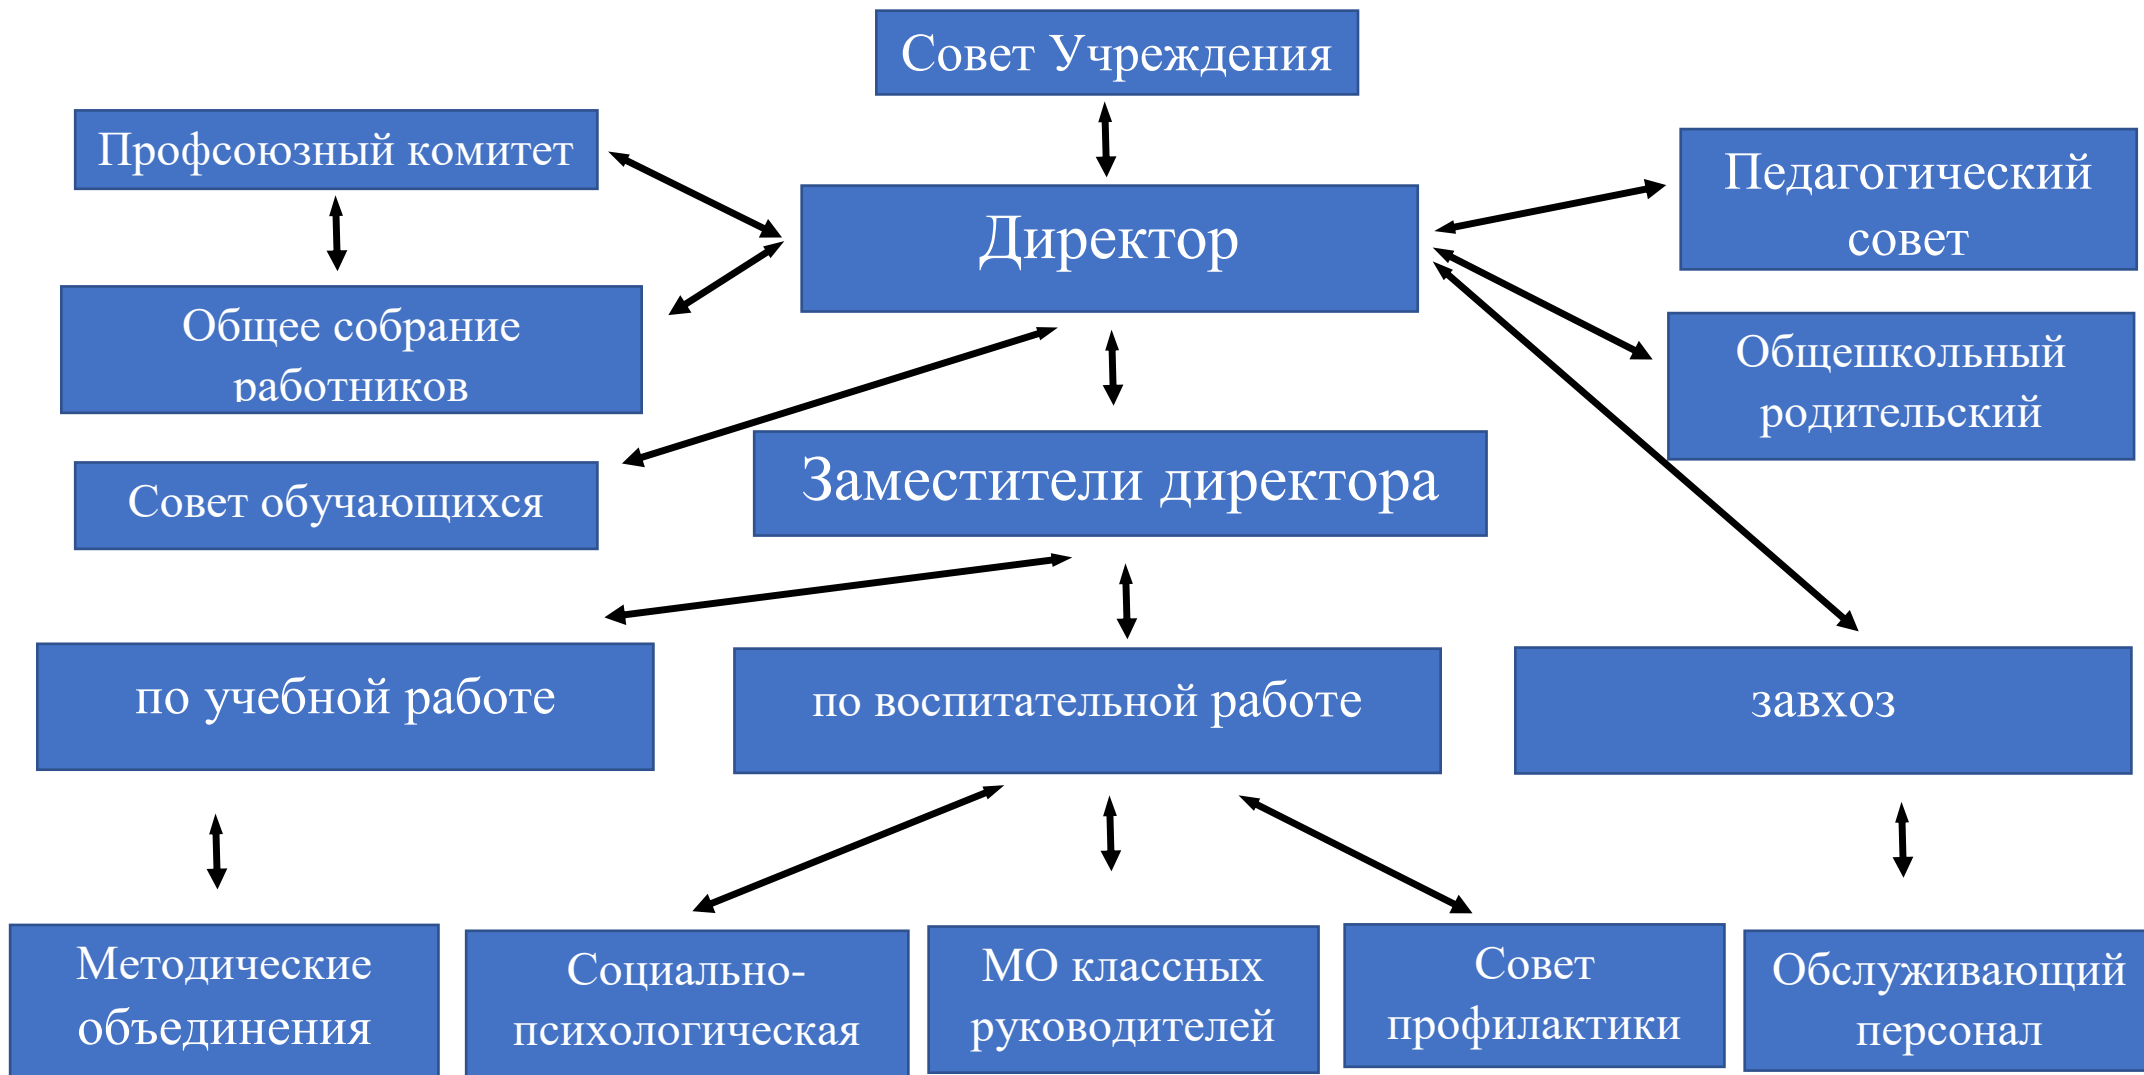 Совет Учреждения
Профсоюзный комитет
Педагогический
совет
Директор
Общее собрание
работников
Общешкольный
родительский
Совет обучающихся
Заместители директора
по учебной работе
по воспитательной работе
завхоз
Методические
объединения
Социально-
психологическая
МО классных
руководителей
Совет
профилактики
Обслуживающий
персонал